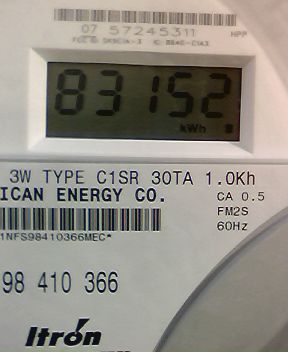 07 57245311
HPP
83152
kWh
3W TYPE C1SR 30TA 1.0Kh
ICAN ENERGY CO.
CA 0.5
FM2S
60Hz
1NFS98410366MEC*
98 410 366
Itron